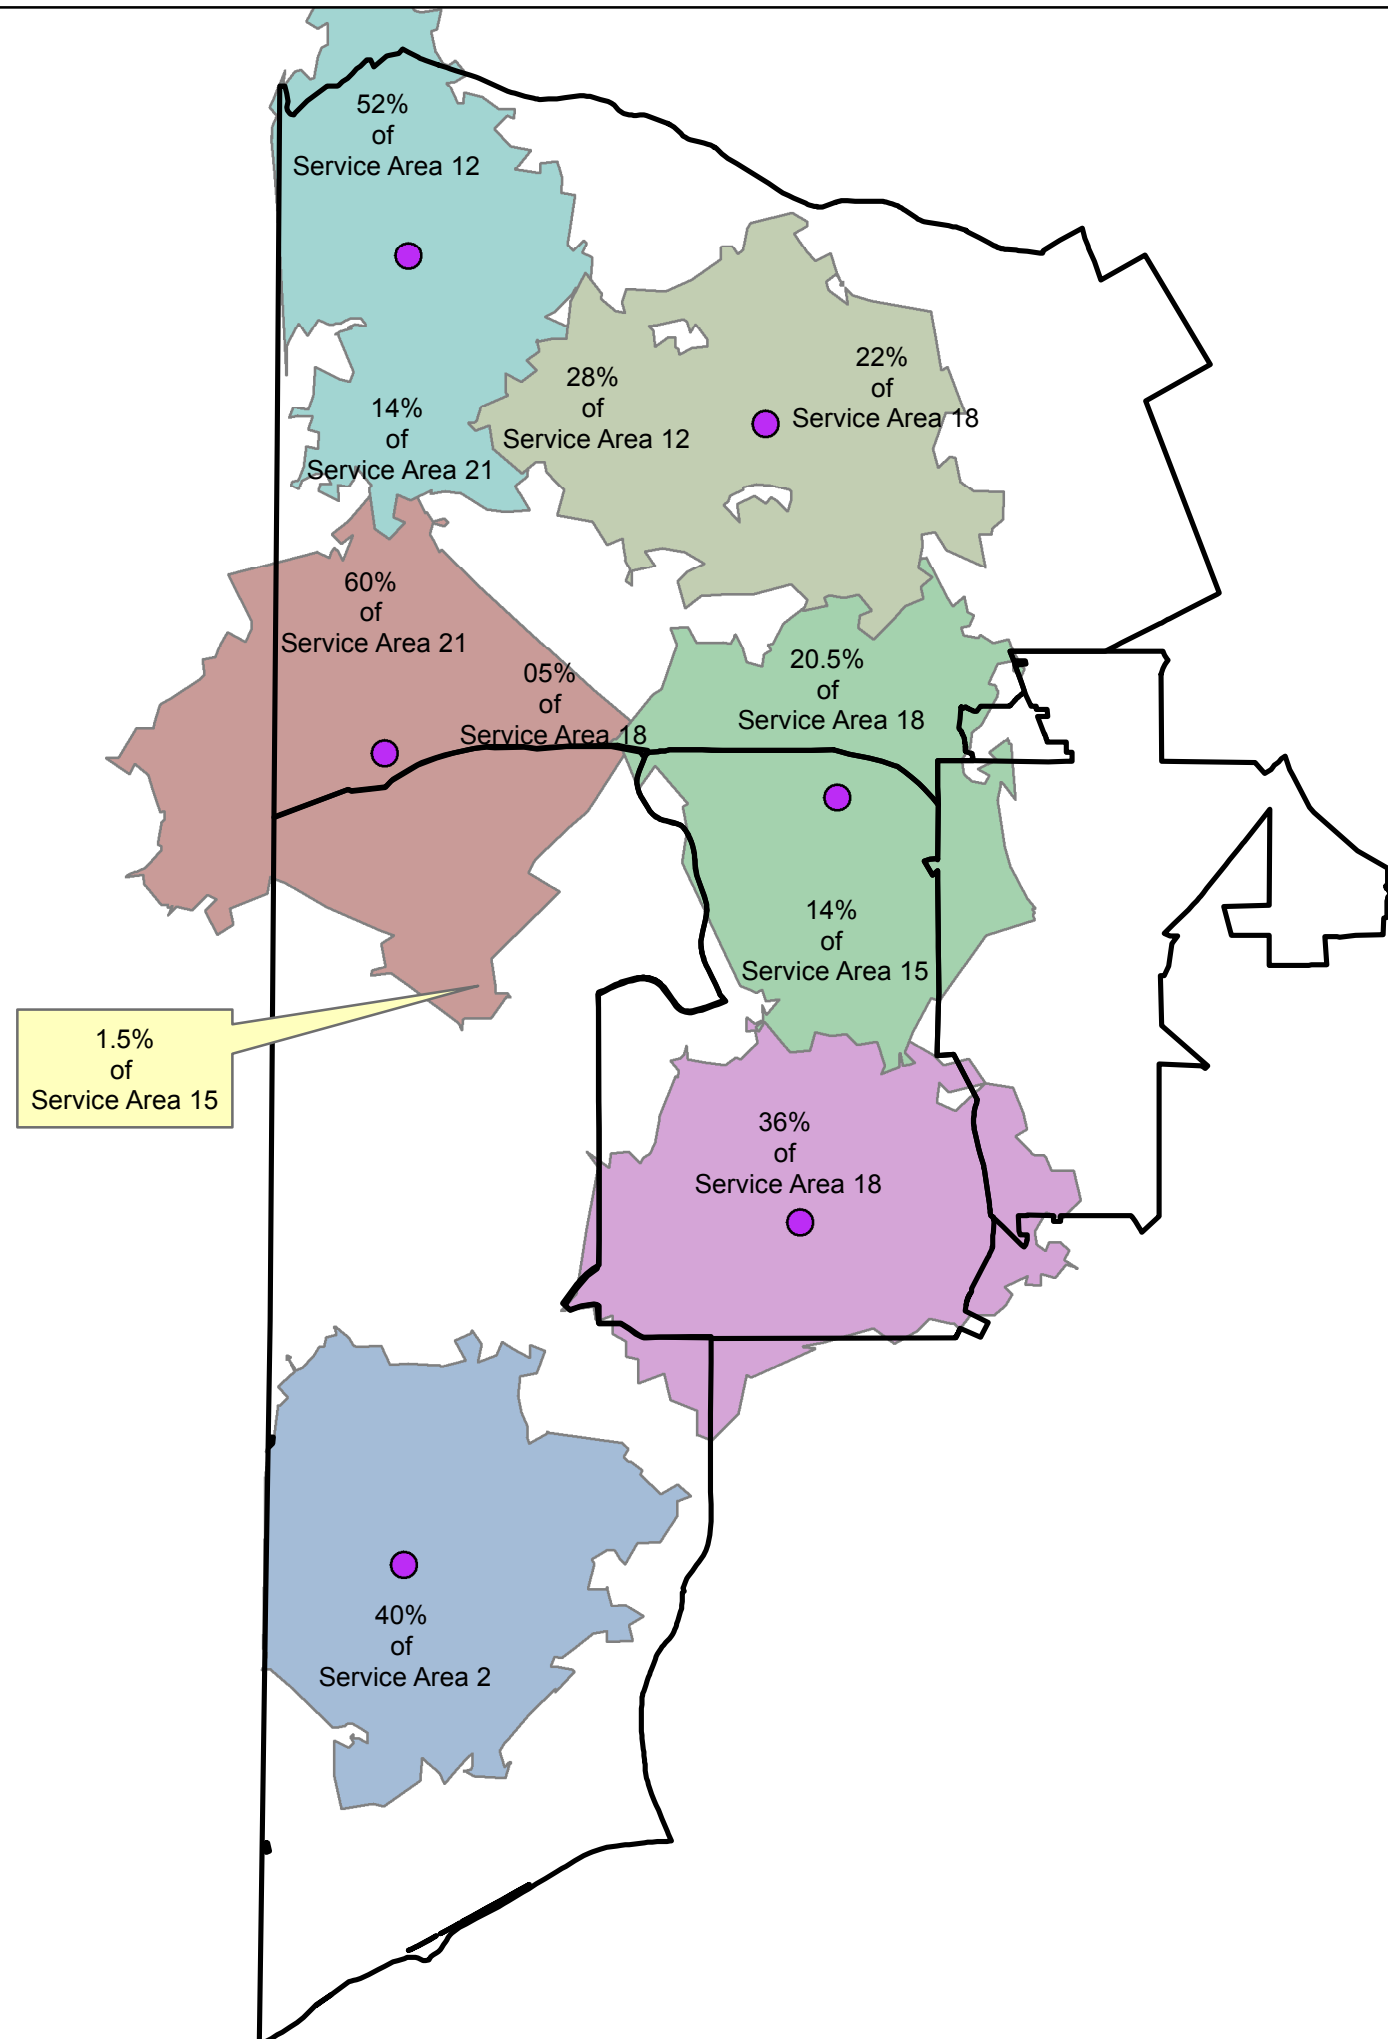 52%
of
Service Area 12
22%
of
Service Area 18
28%
of
Service Area 12
14%
of
Service Area 21
60%
of
Service Area 21
05%
of
Service Area 18
20.5%
of
Service Area 18
14%
of
Service Area 15
1.5%
of
Service Area 15
36%
of
Service Area 18
40%
of
Service Area 2